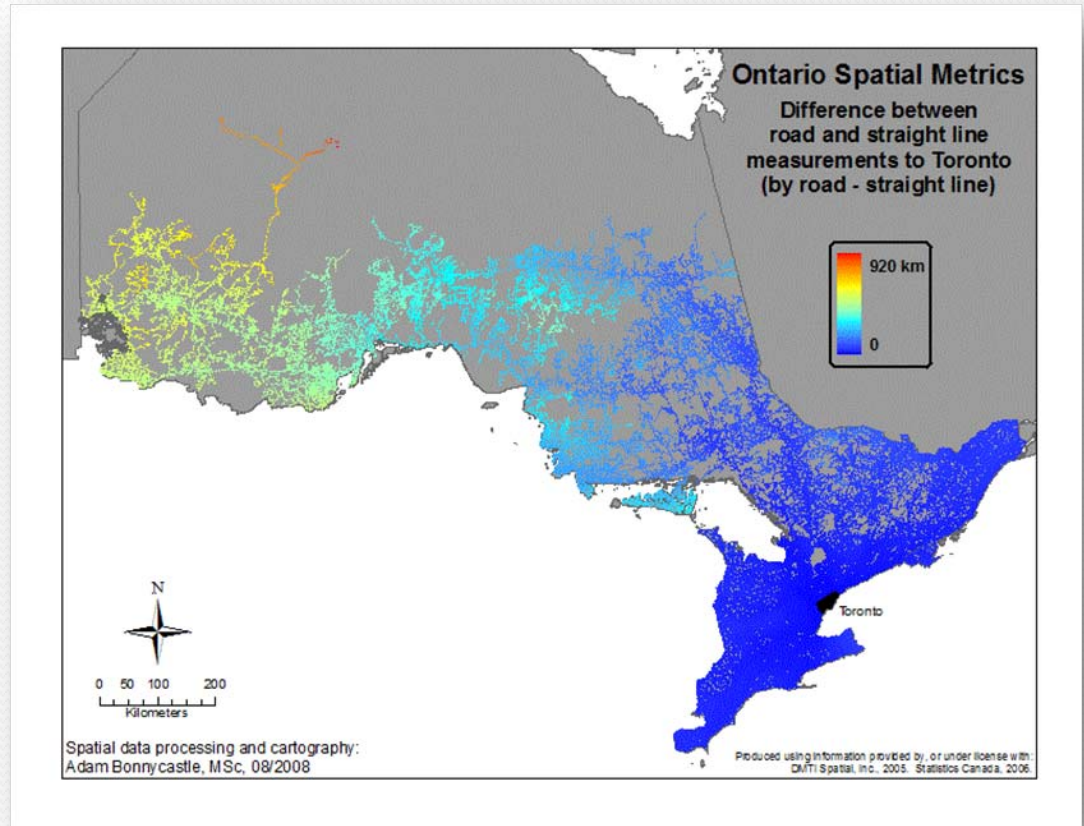 Ontario Spatial Metrics
Difference between
road and straight line
measurements to Toronto
(by road - straight line)
920 km
0
Toronto
N
0 50 100 200
Kilometers
Spatial data processing and cartography:
Adam Bonnycastle, MSc, 08/2008
Produced using information provided by, or under license with:
DMTI Spatial, Inc., 2005. Statistics Canada, 2006.